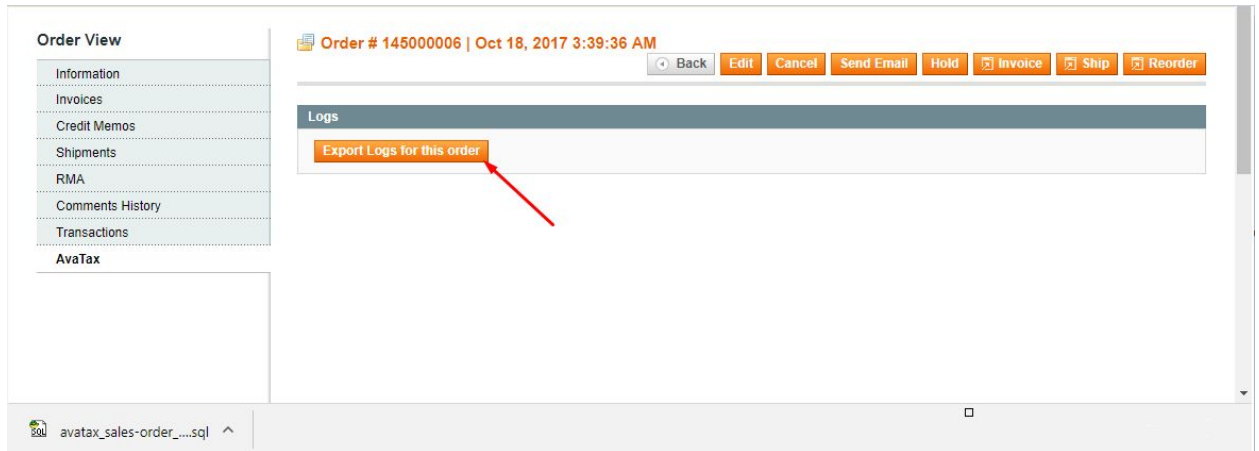 Order View
Information
Invoices
Credit Memos
Shipments
RMA
Comments History
Transactions
AvaTax
Order # 145000006 | Oct 18, 2017 3:39:36 AM
Back Edit Cancel Send Email Hold Invoice Ship Reorder
Logs
Export Logs for this order
SQL avatax_sales-order_....sql